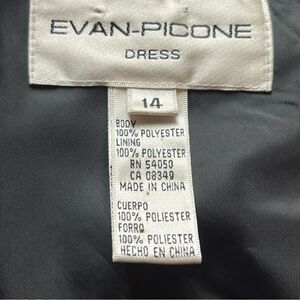 EVAN-PICONE
DRESS
14
BODY
100% POLYESTER
LINING
100% POLYESTER
RN 54050
CA 08349
MADE IN CHINA
CUERPO
100% POLIESTER
FORRO
100% POLIESTER
HECHO EN CHINA